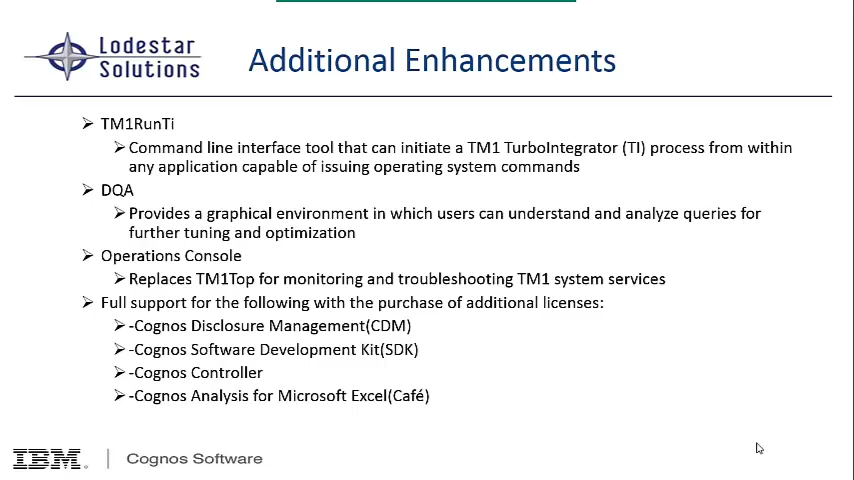 Lodestar
Solutions
Additional Enhancements
➢ TM1RunTi
➢ Command line interface tool that can initiate a TM1 TurboIntegrator (TI) process from within
any application capable of issuing operating system commands
➢ DQA
➢ Provides a graphical environment in which users can understand and analyze queries for
further tuning and optimization
➢ Operations Console
➢ Replaces TM1Top for monitoring and troubleshooting TM1 system services
➢ Full support for the following with the purchase of additional licenses:
➢ -Cognos Disclosure Management(CDM)
➢ -Cognos Software Development Kit(SDK)
➢ -Cognos Controller
➢ -Cognos Analysis for Microsoft Excel(Café)
IBM® | Cognos Software